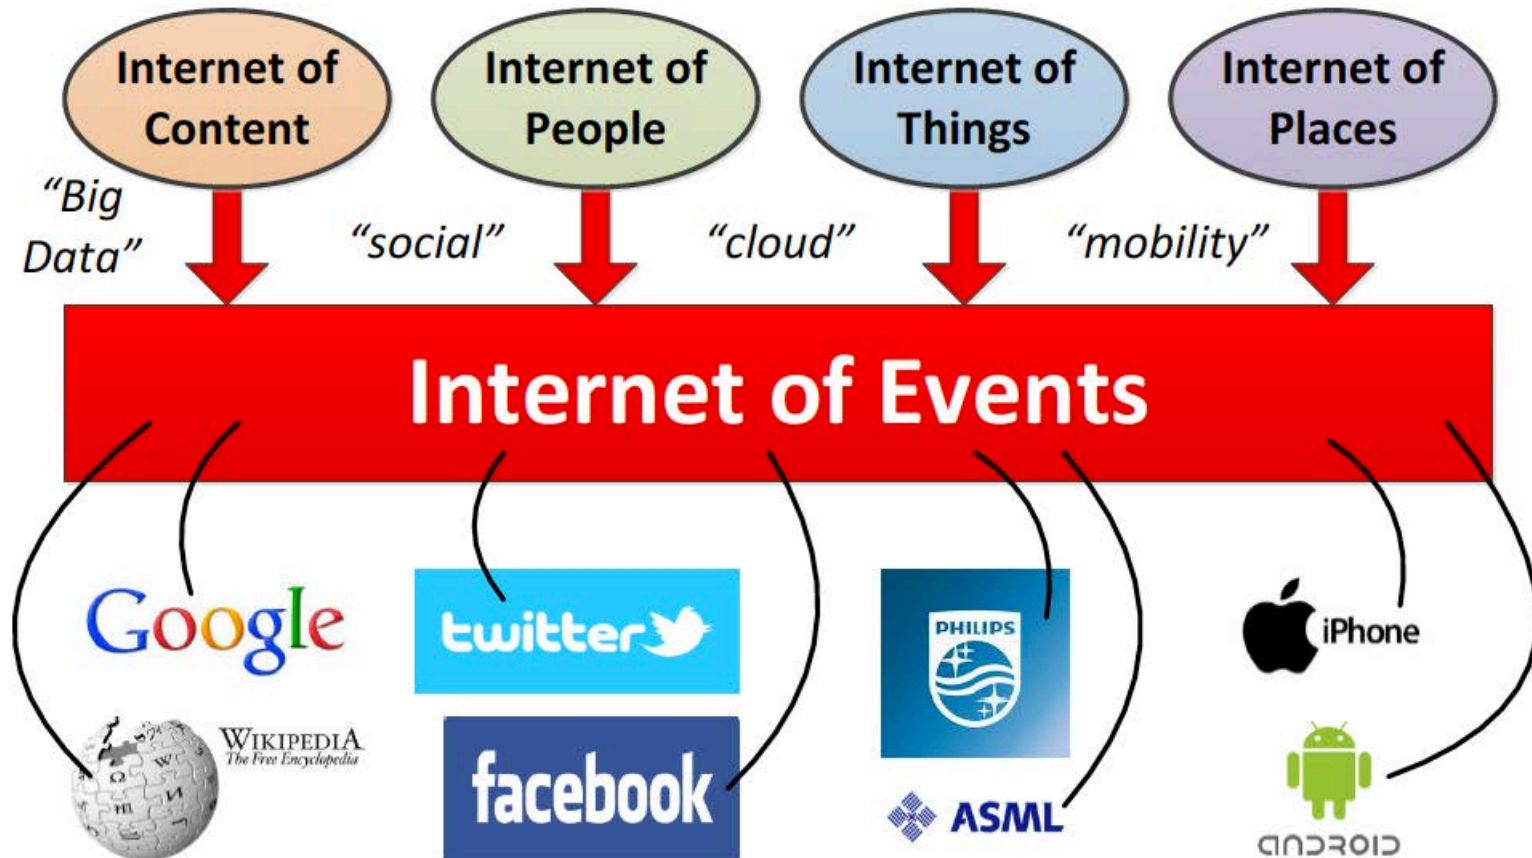 Internet of
Content
Internet of
People
Internet of
Things
Internet of
Places
“Big
Data”
“social”
“cloud”
“mobility”
Internet of Events
Google
twitter
PHILIPS
iPhone
WIKIPEDIA
The Free Encyclopedia
Ω
W
И
facebook
ASML
ANDROID